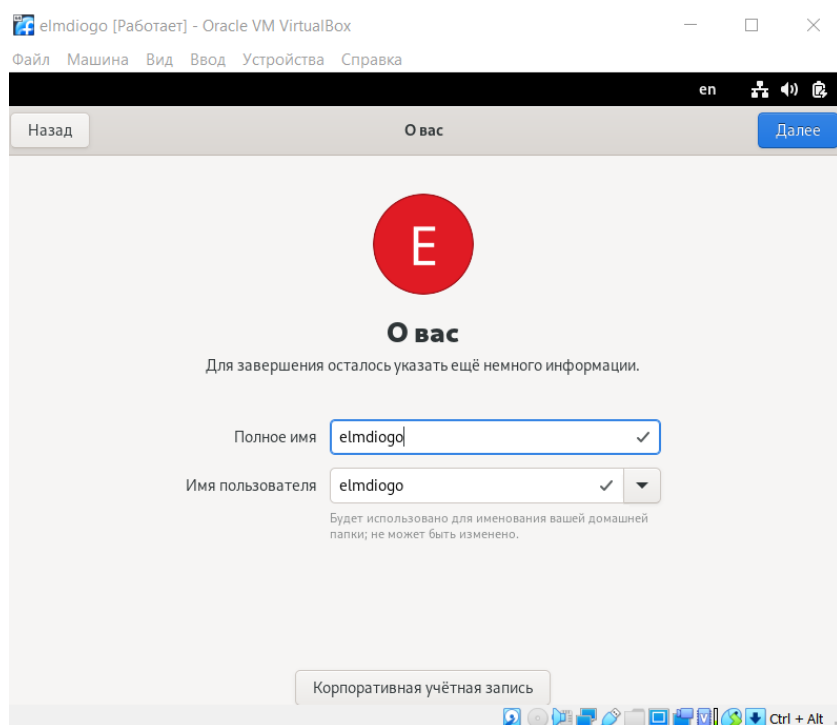 elmdiogo [Работает] - Oracle VM VirtualBox
Файл Машина Вид Ввод Устройства Справка
en
Назад О вас Далее
E
О вас
Для завершения осталось указать ещё немного информации.
Полное имя elmdiogo
Имя пользователя elmdiogo
Будет использовано для именования вашей домашней
папки; не может быть изменено.
Корпоративная учётная запись
Ctrl + Alt